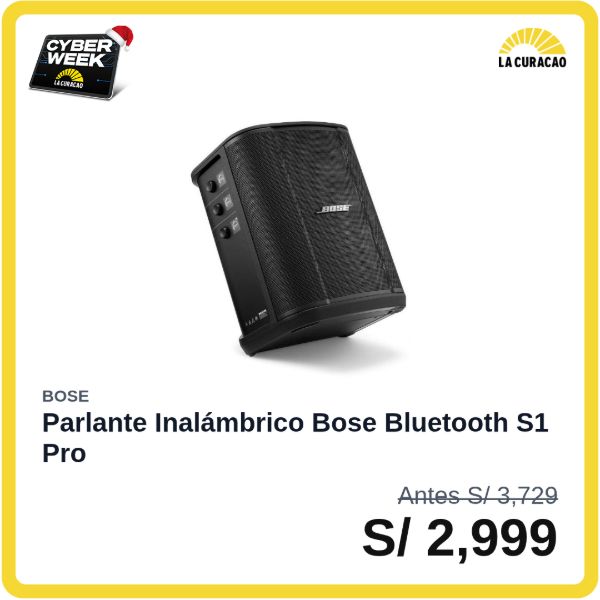 CYBER
WEEK
LA CURACAO
LA CURACAO
BOSE
BOSE
Parlante Inalámbrico Bose Bluetooth S1
Pro
Antes S/ 3,729
S/ 2,999